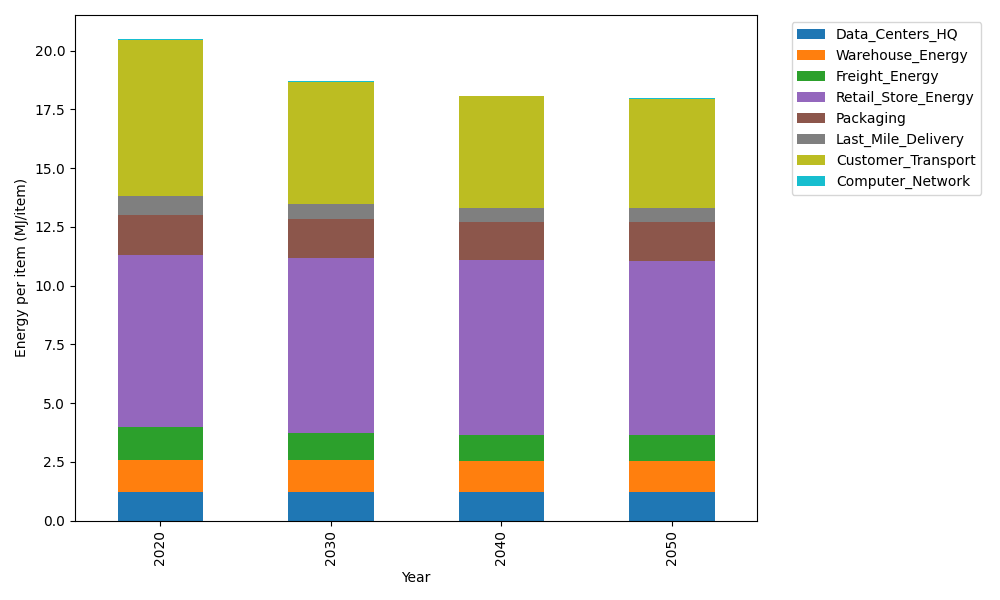 Energy per item (MJ/item)
20.0
17.5
15.0
12.5
10.0
7.5
5.0
2.5
0.0
2020
2030
2040
2050
Year
Data_Centers_HQ
Warehouse_Energy
Freight_Energy
Retail_Store_Energy
Packaging
Last_Mile_Delivery
Customer_Transport
Computer_Network